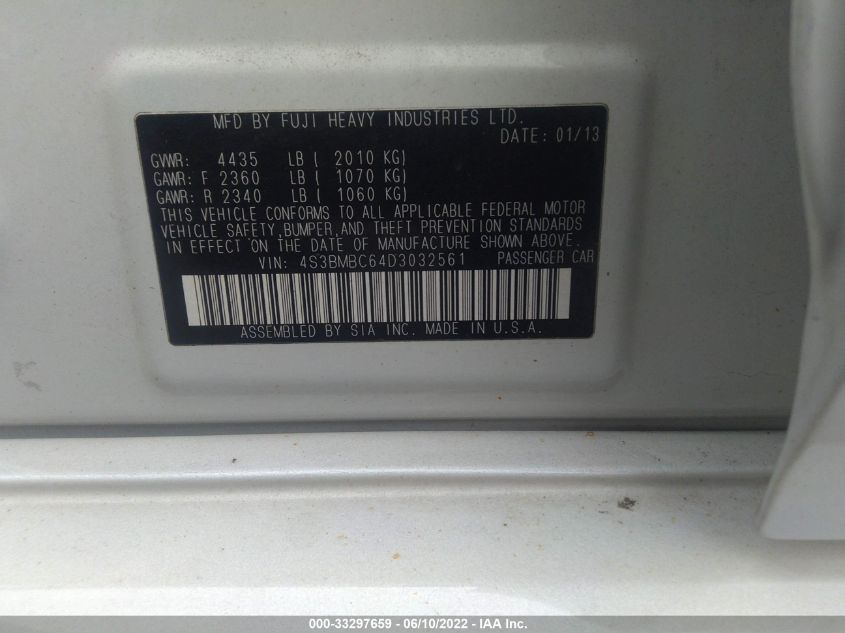 MFD BY FUJI HEAVY INDUSTRIES LTD.
DATE: 01/13
GVWR: 4435 LB ( 2010 KG)
GAWR: F 2360 LB ( 1070 KG)
GAWR: R 2340 LB ( 1060 KG)
THIS VEHICLE CONFORMS TO ALL APPLICABLE FEDERAL MOTOR
VEHICLE SAFETY,BUMPER,AND THEFT PREVENTION STANDARDS
IN EFFECT ON THE DATE OF MANUFACTURE SHOWN ABOVE.
VIN: 4S3BMBC64D3032561 PASSENGER CAR
ASSEMBLED BY SIA INC. MADE IN U.S.A.
000-33297659 - 06/10/2022 - IAA Inc.